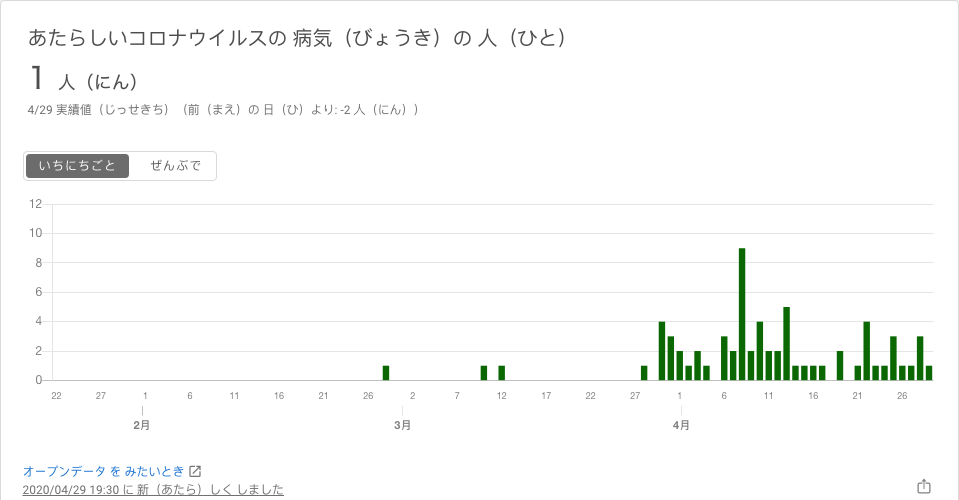 あたらしいコロナウイルスの 病気（びょうき）の 人（ひと）
1 人（にん）
4/29 実績値（じっせきち）（前（まえ）の 日（ひ）より: -2 人（にん））
いちにちごと ぜんぶで
12
10
8
6
4
2
0
22 27 1 6 11 16 21 26 2 7 12 17 22 27 1 6 11 16 21 26
2月 3月 4月
オープンデータ を みたいとき
2020/04/29 19:30 に 新（あたら）しく しました